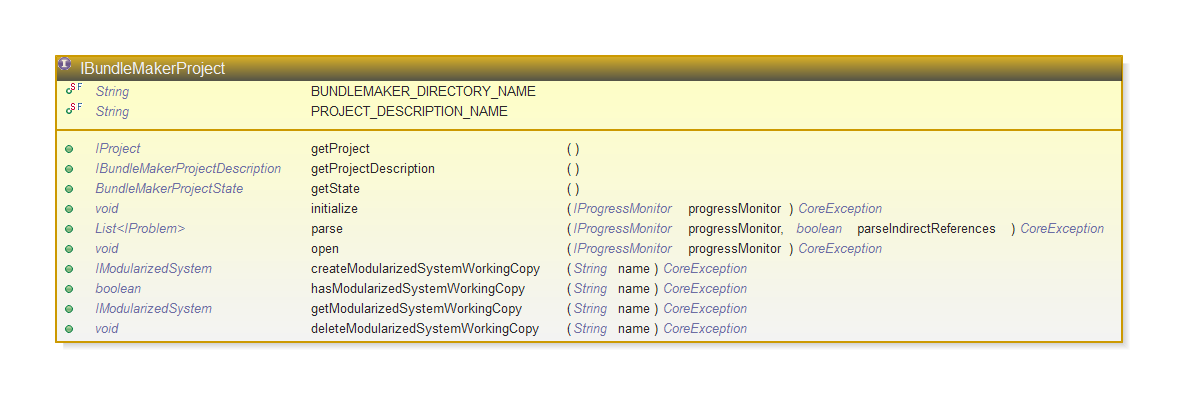 I IBundleMakerProject
S F String BUNDLEMAKER_DIRECTORY_NAME
S F String PROJECT_DESCRIPTION_NAME
IProject getProject ( )
IBundleMakerProjectDescription getProjectDescription ( )
BundleMakerProjectState getState ( )
void initialize ( IProgressMonitor progressMonitor ) CoreException
List<IProblem> parse ( IProgressMonitor progressMonitor, boolean parseIndirectReferences ) CoreException
void open ( IProgressMonitor progressMonitor ) CoreException
IModularizedSystem createModularizedSystemWorkingCopy ( String name ) CoreException
boolean hasModularizedSystemWorkingCopy ( String name ) CoreException
IModularizedSystem getModularizedSystemWorkingCopy ( String name ) CoreException
void deleteModularizedSystemWorkingCopy ( String name ) CoreException